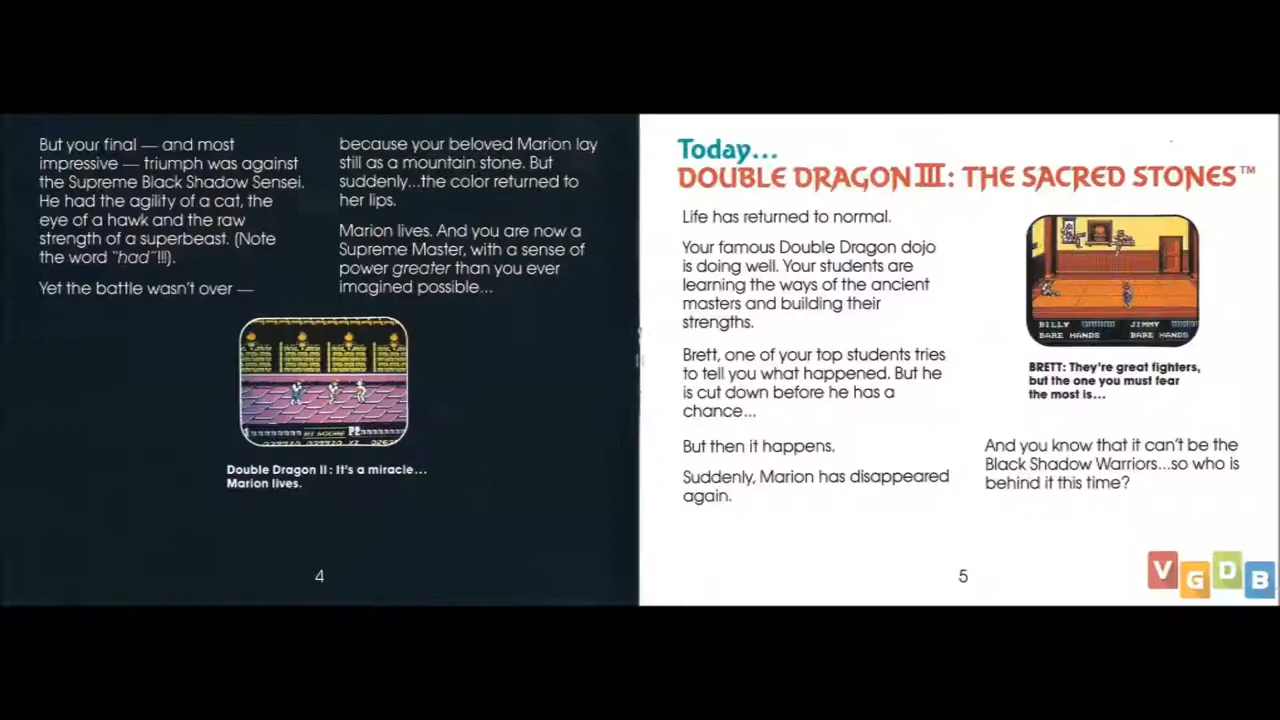 But your final — and most
impressive — triumph was against
the Supreme Black Shadow Sensei.
He had the agility of a cat, the
eye of a hawk and the raw
strength of a superbeast. (Note
the word "had"!!!).
Yet the battle wasn't over —
because your beloved Marion lay
still as a mountain stone. But
suddenly...the color returned to
her lips.
Marion lives. And you are now a
Supreme Master, with a sense of
power greater than you ever
imagined possible...
Double Dragon II: It's a miracle...
Marion lives.
4
Today...
DOUBLE DRAGON III: THE SACRED STONES™
Life has returned to normal.
Your famous Double Dragon dojo
is doing well. Your students are
learning the ways of the ancient
masters and building their
strengths.
Brett, one of your top students tries
to tell you what happened. But he
is cut down before he has a
chance...
But then it happens.
Suddenly, Marion has disappeared
again.
BILLY JIMMY
BARE HANDS BARE HANDS
BRETT: They're great fighters,
but the one you must fear
the most is...
And you know that it can't be the
Black Shadow Warriors...so who is
behind it this time?
5
VGDB